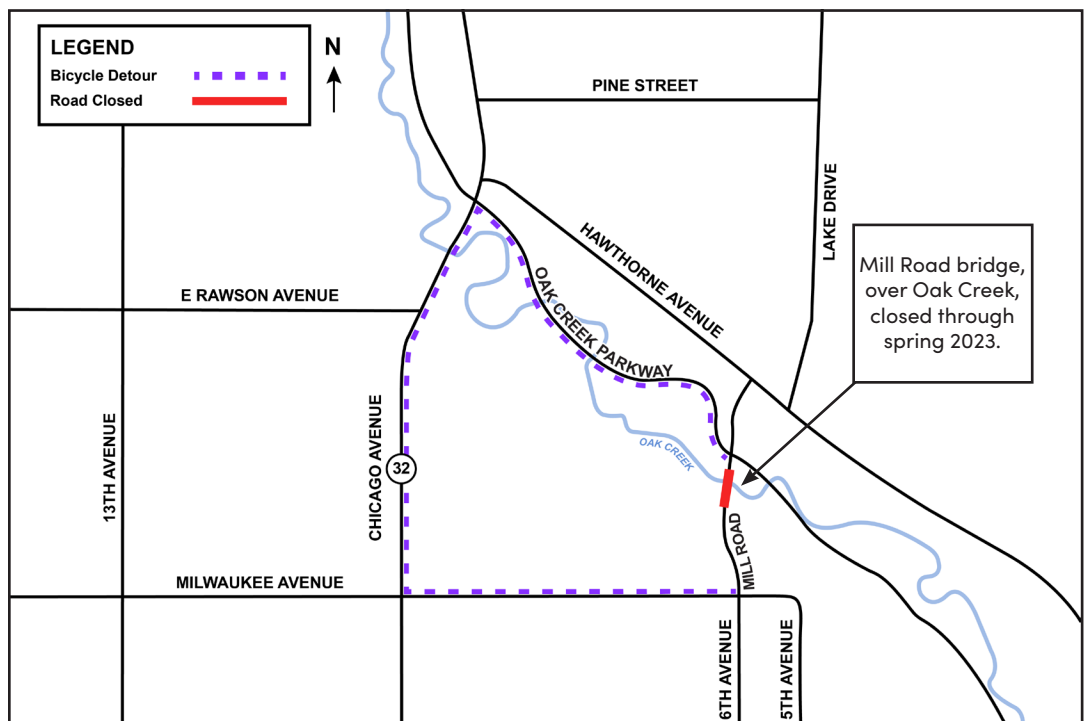 LEGEND
Bicycle Detour
Road Closed
N
PINE STREET
LAKE DRIVE
HAWTHORNE AVENUE
Mill Road bridge,
over Oak Creek,
closed through
spring 2023.
E RAWSON AVENUE
OAK CREEK PARKWAY
13TH AVENUE
CHICAGO AVENUE
32
OAK CREEK
MILL ROAD
MILWAUKEE AVENUE
6TH AVENUE
5TH AVENUE